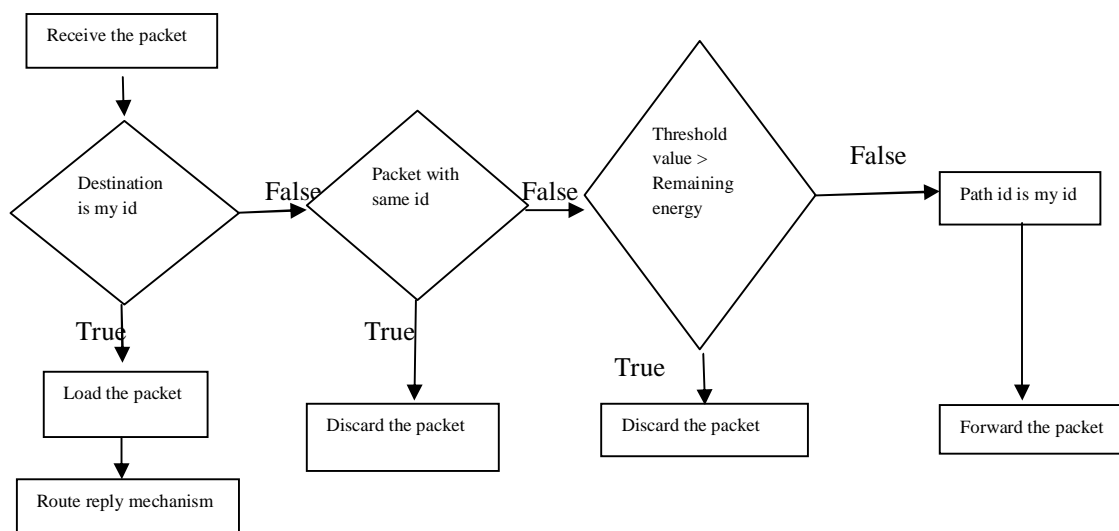 Receive the packet
Destination
is my id
False
True
Load the packet
Route reply mechanism
Packet with
same id
False
True
Discard the packet
Threshold
value >
Remaining
energy
False
True
Discard the packet
Path id is my id
Forward the packet